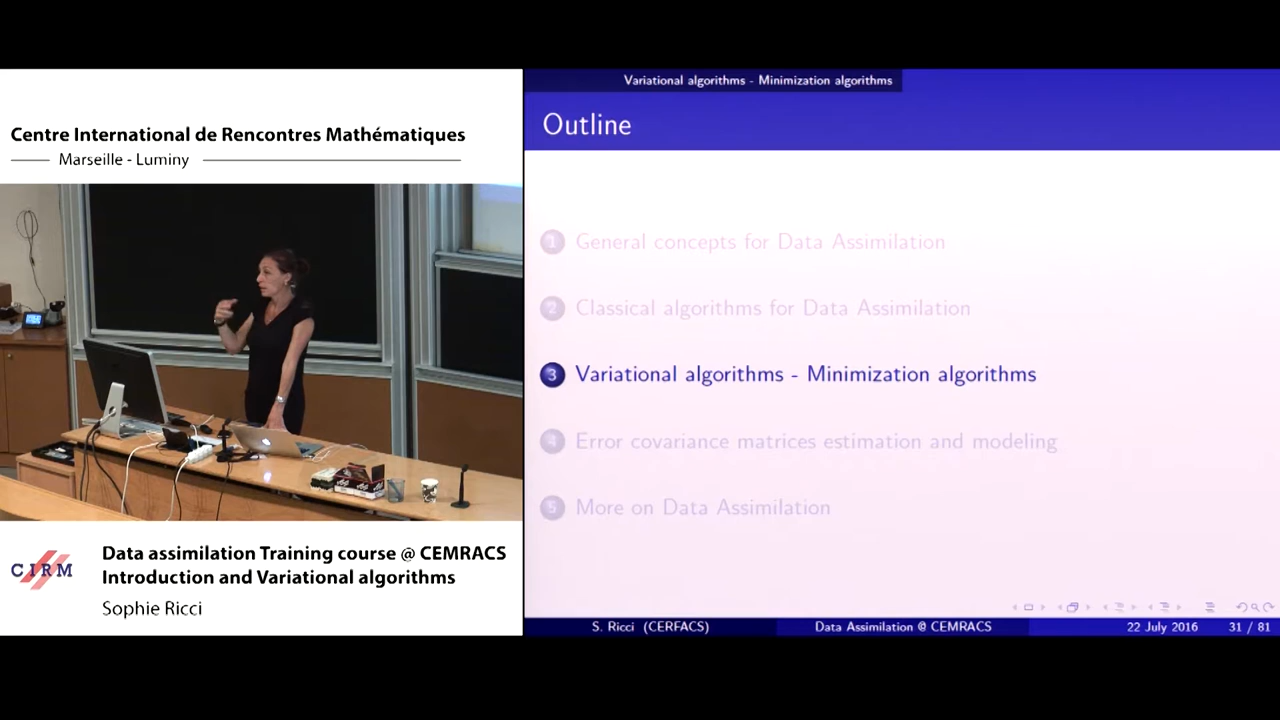 Centre International de Rencontres Mathématiques
Marseille - Luminy
CIRM
Data assimilation Training course @ CEMRACS
Introduction and Variational algorithms
Sophie Ricci
Variational algorithms - Minimization algorithms
Outline
1 General concepts for Data Assimilation
2 Classical algorithms for Data Assimilation
3 Variational algorithms - Minimization algorithms
4 Error covariance matrices estimation and modeling
5 More on Data Assimilation
S. Ricci (CERFACS)
Data Assimilation @ CEMRACS
22 July 2016
31 / 81